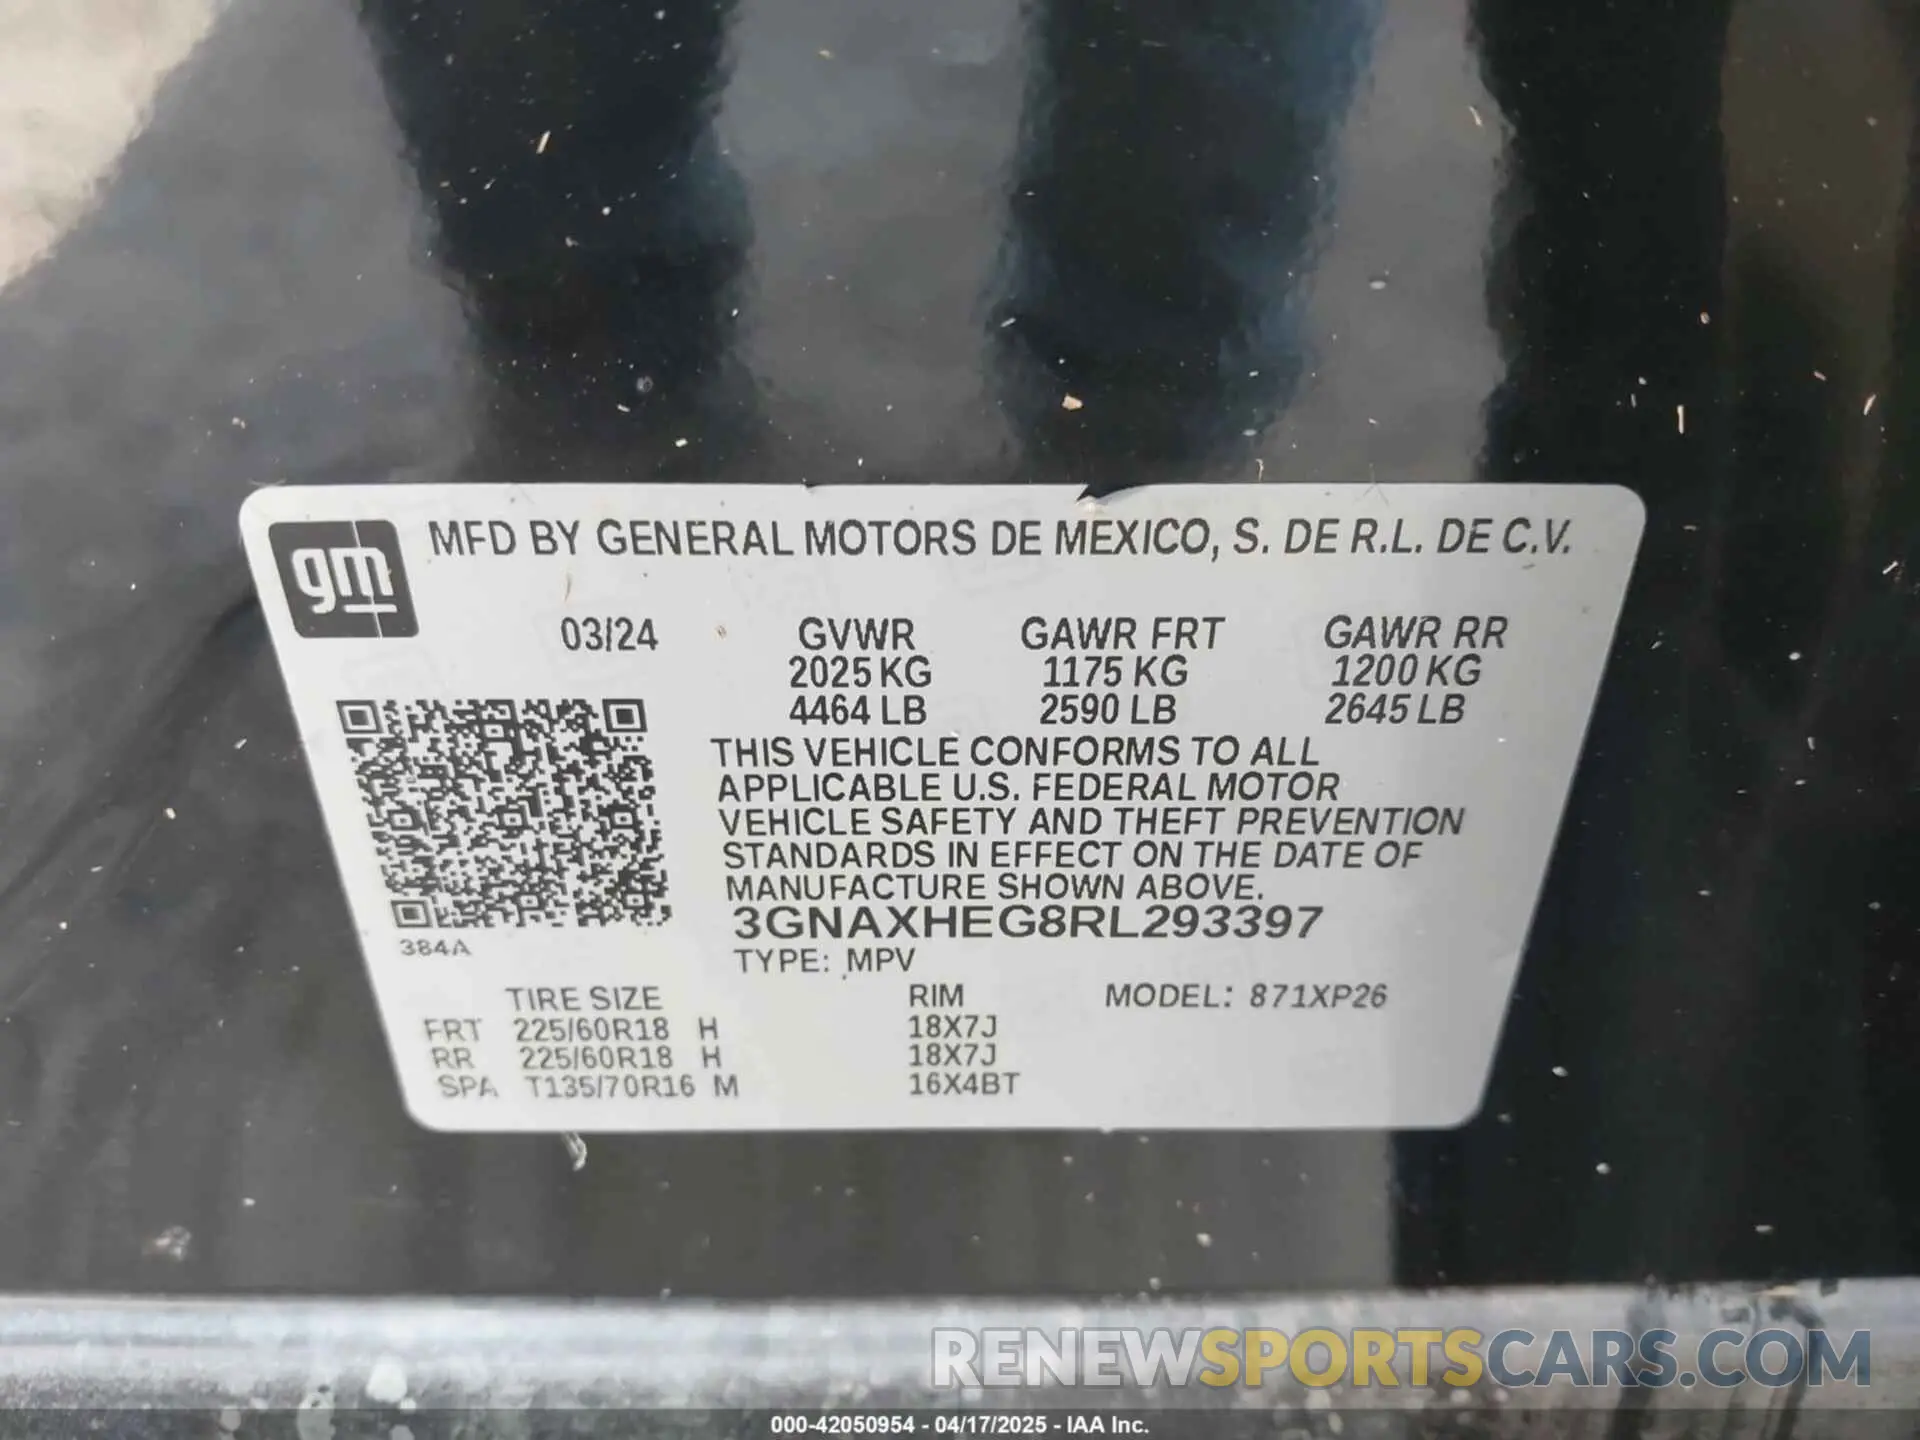 gm
MFD BY GENERAL MOTORS DE MEXICO, S. DE R.L. DE C.V.
03/24 GVWR GAWR FRT GAWR RR
2025 KG 1175 KG 1200 KG
4464 LB 2590 LB 2645 LB
THIS VEHICLE CONFORMS TO ALL
APPLICABLE U.S. FEDERAL MOTOR
VEHICLE SAFETY AND THEFT PREVENTION
STANDARDS IN EFFECT ON THE DATE OF
MANUFACTURE SHOWN ABOVE.
3GNAXHEG8RL293397
384A
TYPE: MPV
TIRE SIZE RIM MODEL: 871XP26
FRT 225/60R18 H 18X7J
RR 225/60R18 H 18X7J
SPA T135/70R16 M 16X4BT
RENEWSPORTSCARS.COM
000-42050954 - 04/17/2025 - IAA Inc.